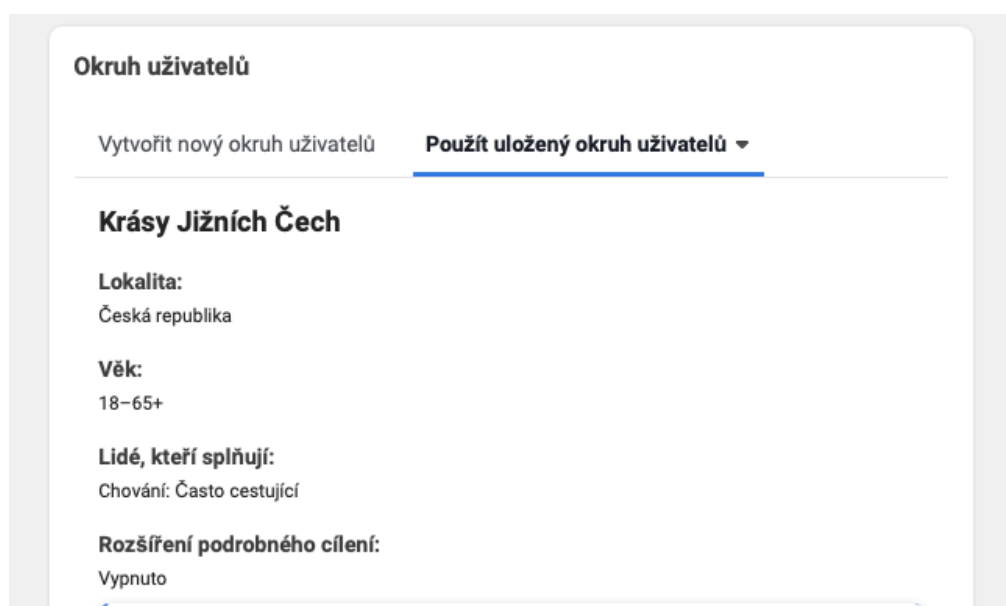 Okruh uživatelů
Vytvořit nový okruh uživatelů
Použít uložený okruh uživatelů
Krásy Jižních Čech
Lokalita:
Česká republika
Věk:
18–65+
Lidé, kteří splňují:
Chování: Často cestující
Rozšíření podrobného cílení:
Vypnuto